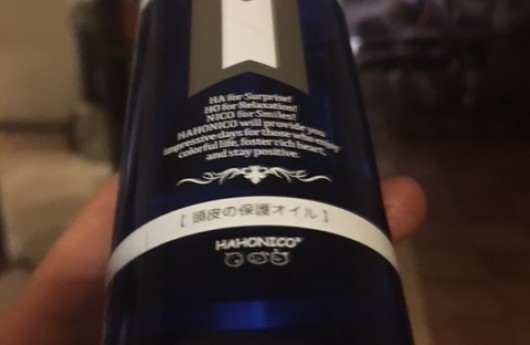 HA for Surprise!
HO for Relaxation!
NICO for Smiles!
HAHONICO will provide you
impressive days for those who enjoy
colorful life, foster rich heart,
and stay positive.
[ 頭皮の保護オイル ]
HAHONICO®